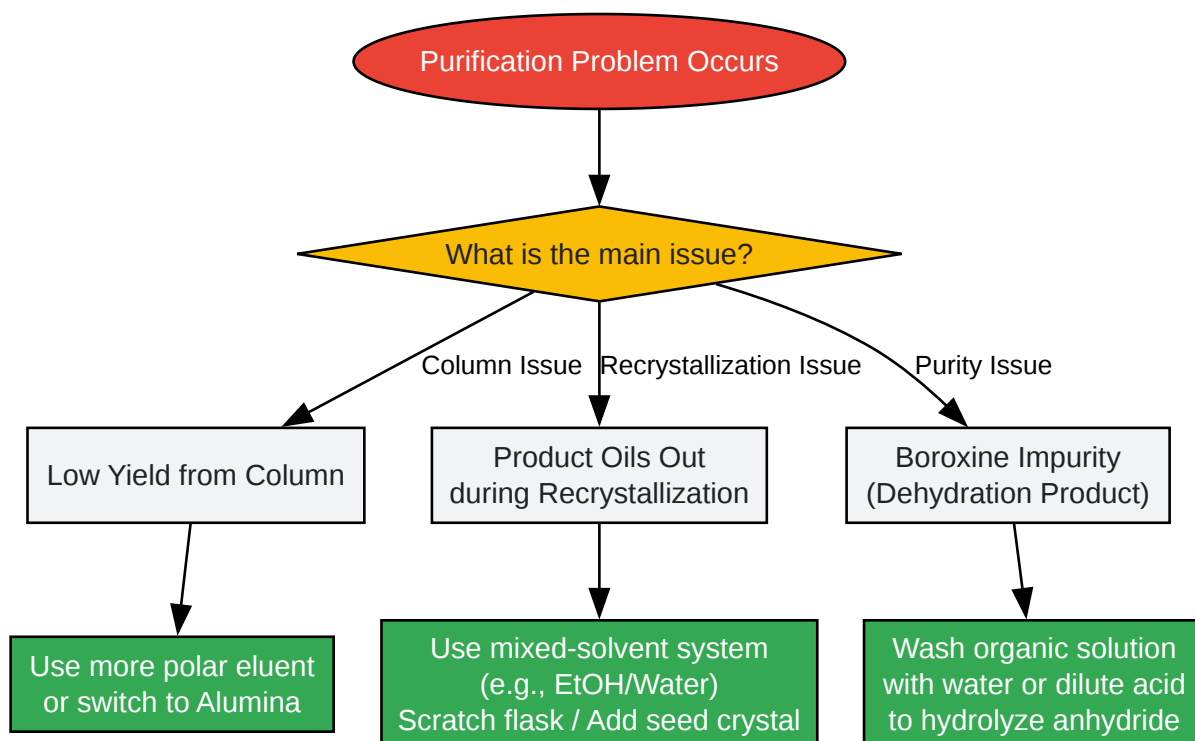 Purification Problem Occurs
What is the main issue?
Column Issue
Recrystallization Issue
Purity Issue
Low Yield from Column
Product Oils Out
during Recrystallization
Boroxine Impurity
(Dehydration Product)
Use more polar eluent
or switch to Alumina
Use mixed-solvent system
(e.g., EtOH/Water)
Scratch flask / Add seed crystal
Wash organic solution
with water or dilute acid
to hydrolyze anhydride